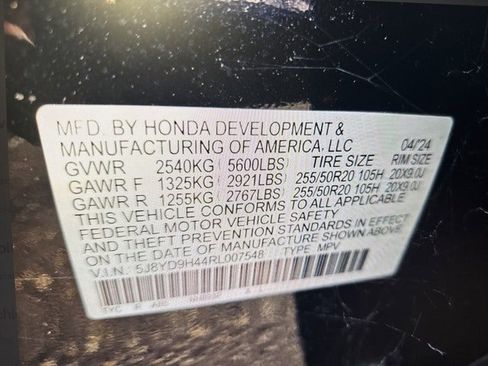 MFD. BY HONDA DEVELOPMENT &
MANUFACTURING OF AMERICA, LLC 04/24
GVWR 2540KG( 5600LBS) TIRE SIZE RIM SIZE
GAWR F 1325KG( 2921LBS) 255/50R20 105H 20X9.0J
GAWR R 1255KG( 2767LBS) 255/50R20 105H 20X9.0J
THIS VEHICLE CONFORMS TO ALL APPLICABLE
FEDERAL MOTOR VEHICLE SAFETY
AND THEFT PREVENTION STANDARDS IN EFFECT
ON THE DATE OF MANUFACTURE SHOWN ABOVE.
V.I.N.: 5J8YD9H44RL007548 TYPE: MPV